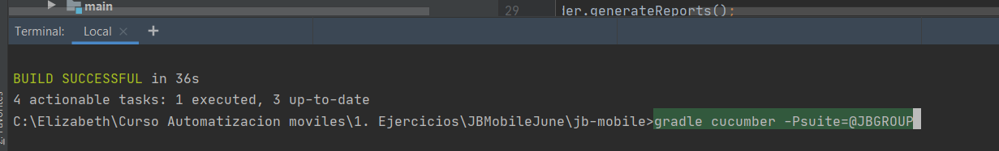 main
29 der.generateReports();
Terminal: Local × +
BUILD SUCCESSFUL in 36s
4 actionable tasks: 1 executed, 3 up-to-date
C:\Elizabeth\Curso Automatizacion moviles\1. Ejercicios\JBMobileJune\jb-mobile>gradle cucumber -Psuite=@JBGROUP